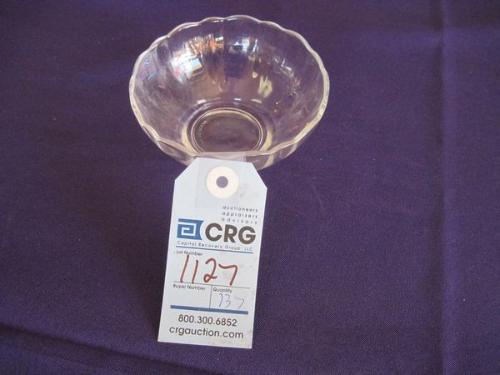 auctioneers
appraisers
advisors
CRG
Capital Recovery Group, LLC
Lot Number
1127
Buyer Number Quantity
737
800.300.6852
crgauction.com